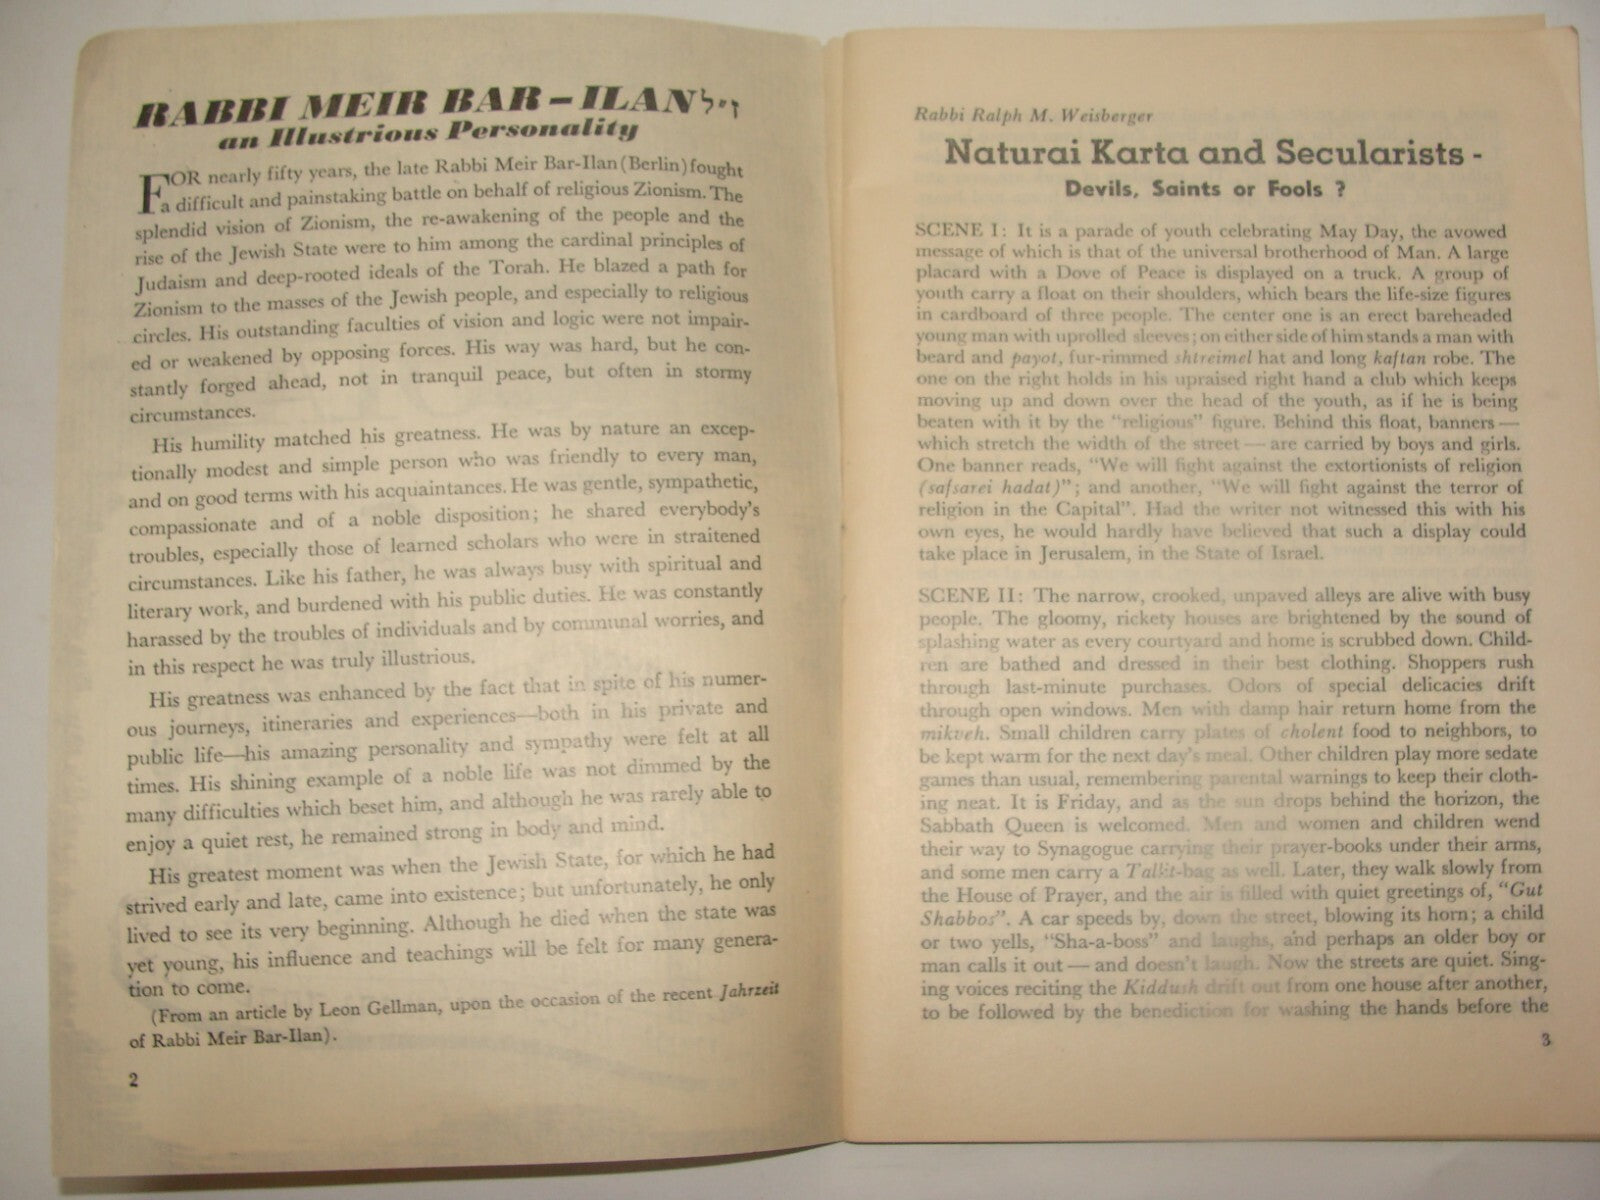 RABBI MEIR BAR–ILAN ז״ל
an Illustrious Personality
FOR nearly fifty years, the late Rabbi Meir Bar-Ilan (Berlin) fought
a difficult and painstaking battle on behalf of religious Zionism. The
splendid vision of Zionism, the re-awakening of the people and the
rise of the Jewish State were to him among the cardinal principles of
Judaism and deep-rooted ideals of the Torah. He blazed a path for
Zionism to the masses of the Jewish people, and especially to religious
circles. His outstanding faculties of vision and logic were not impair-
ed or weakened by opposing forces. His way was hard, but he con-
stantly forged ahead, not in tranquil peace, but often in stormy
circumstances.
His humility matched his greatness. He was by nature an excep-
tionally modest and simple person who was friendly to every man,
and on good terms with his acquaintances. He was gentle, sympathetic,
compassionate and of a noble disposition; he shared everybody's
troubles, especially those of learned scholars who were in straitened
circumstances. Like his father, he was always busy with spiritual and
literary work, and burdened with his public duties. He was constantly
harassed by the troubles of individuals and by communal worries, and
in this respect he was truly illustrious.
His greatness was enhanced by the fact that in spite of his numer-
ous journeys, itineraries and experiences—both in his private and
public life—his amazing personality and sympathy were felt at all
times. His shining example of a noble life was not dimmed by the
many difficulties which beset him, and although he was rarely able to
enjoy a quiet rest, he remained strong in body and mind.
His greatest moment was when the Jewish State, for which he had
strived early and late, came into existence; but unfortunately, he only
lived to see its very beginning. Although he died when the state was
yet young, his influence and teachings will be felt for many genera-
tion to come.
(From an article by Leon Gellman, upon the occasion of the recent Jahrzeit
of Rabbi Meir Bar-Ilan).
2
Rabbi Ralph M. Weisberger
Naturai Karta and Secularists -
Devils, Saints or Fools ?
SCENE I: It is a parade of youth celebrating May Day, the avowed
message of which is that of the universal brotherhood of Man. A large
placard with a Dove of Peace is displayed on a truck. A group of
youth carry a float on their shoulders, which bears the life-size figures
in cardboard of three people. The center one is an erect bareheaded
young man with uprolled sleeves; on either side of him stands a man with
beard and payot, fur-rimmed shtreimel hat and long kaftan robe. The
one on the right holds in his upraised right hand a club which keeps
moving up and down over the head of the youth, as if he is being
beaten with it by the "religious" figure. Behind this float, banners —
which stretch the width of the street — are carried by boys and girls.
One banner reads, "We will fight against the extortionists of religion
(safsarei hadat)"; and another, "We will fight against the terror of
religion in the Capital". Had the writer not witnessed this with his
own eyes, he would hardly have believed that such a display could
take place in Jerusalem, in the State of Israel.
SCENE II: The narrow, crooked, unpaved alleys are alive with busy
people. The gloomy, rickety houses are brightened by the sound of
splashing water as every courtyard and home is scrubbed down. Child-
ren are bathed and dressed in their best clothing. Shoppers rush
through last-minute purchases. Odors of special delicacies drift
through open windows. Men with damp hair return home from the
mikveh. Small children carry plates of cholent food to neighbors, to
be kept warm for the next day's meal. Other children play more sedate
games than usual, remembering parental warnings to keep their cloth-
ing neat. It is Friday, and as the sun drops behind the horizon, the
Sabbath Queen is welcomed. Men and women and children wend
their way to Synagogue carrying their prayer-books under their arms,
and some men carry a Tallit-bag as well. Later, they walk slowly from
the House of Prayer, and the air is filled with quiet greetings of, "Gut
Shabbos". A car speeds by, down the street, blowing its horn; a child
or two yells, "Sha-a-boss" and laughs, and perhaps an older boy or
man calls it out — and doesn't laugh. Now the streets are quiet. Sing-
ing voices reciting the Kiddush drift out from one house after another,
to be followed by the benediction for washing the hands before the
3